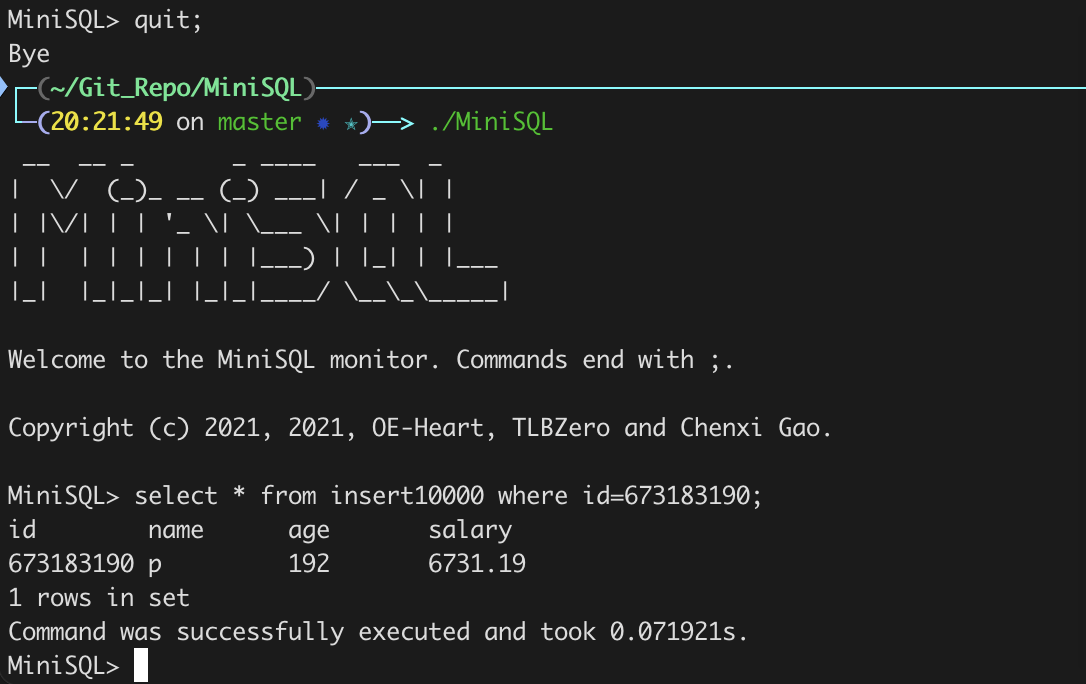 MiniSQL> quit;
Bye
(~/Git_Repo/MiniSQL)
(20:21:49 on master ✹ ✭)──> ./MiniSQL
 __  __ _       _ ____   ___  _
|  \/  (_)_ __ (_) ___| / _ \| |
| |\/| | | '_ \| \___ \| | | | |
| |  | | | | | | |___) | |_| | |___
|_|  |_|_|_| |_|_|____/ \__\_\_____|
Welcome to the MiniSQL monitor. Commands end with ;.
Copyright (c) 2021, 2021, OE-Heart, TLBZero and Chenxi Gao.
MiniSQL> select * from insert10000 where id=673183190;
id        name      age       salary
673183190 p         192       6731.19
1 rows in set
Command was successfully executed and took 0.071921s.
MiniSQL>